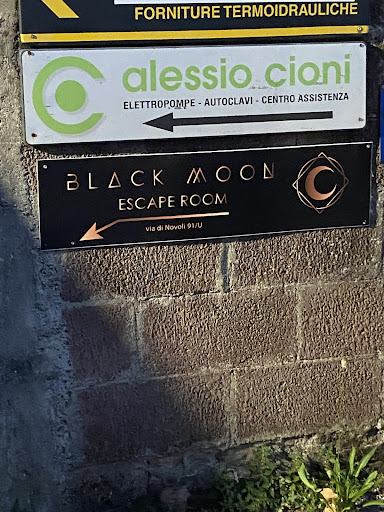 FORNITURE TERMOIDRAULICHE
alessio cioni
ELETTROPOMPE - AUTOCLAVI - CENTRO ASSISTENZA
BLACK MOON
ESCAPE ROOM
via di Novoli 91/U